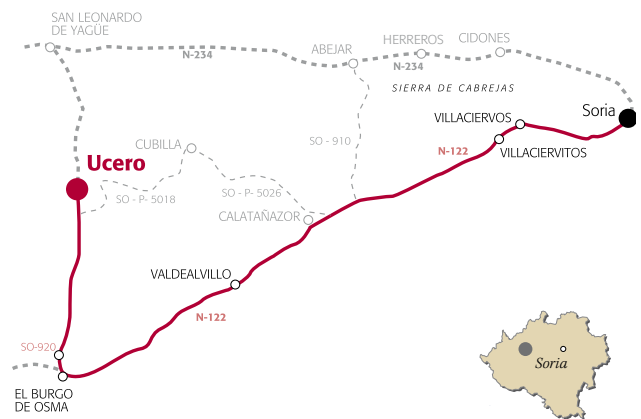 SAN LEONARDO
DE YAGÜE
N-234
ABEJAR
HERREROS
CIDONES
N-234
SIERRA DE CABREJAS
Soria
VILLACIERVOS
VILLACIERVITOS
N-122
SO - 910
CUBILLA
Ucero
SO - P- 5018
SO - P- 5026
CALATAÑAZOR
VALDEALVILLO
N-122
SO-920
EL BURGO
DE OSMA
Soria